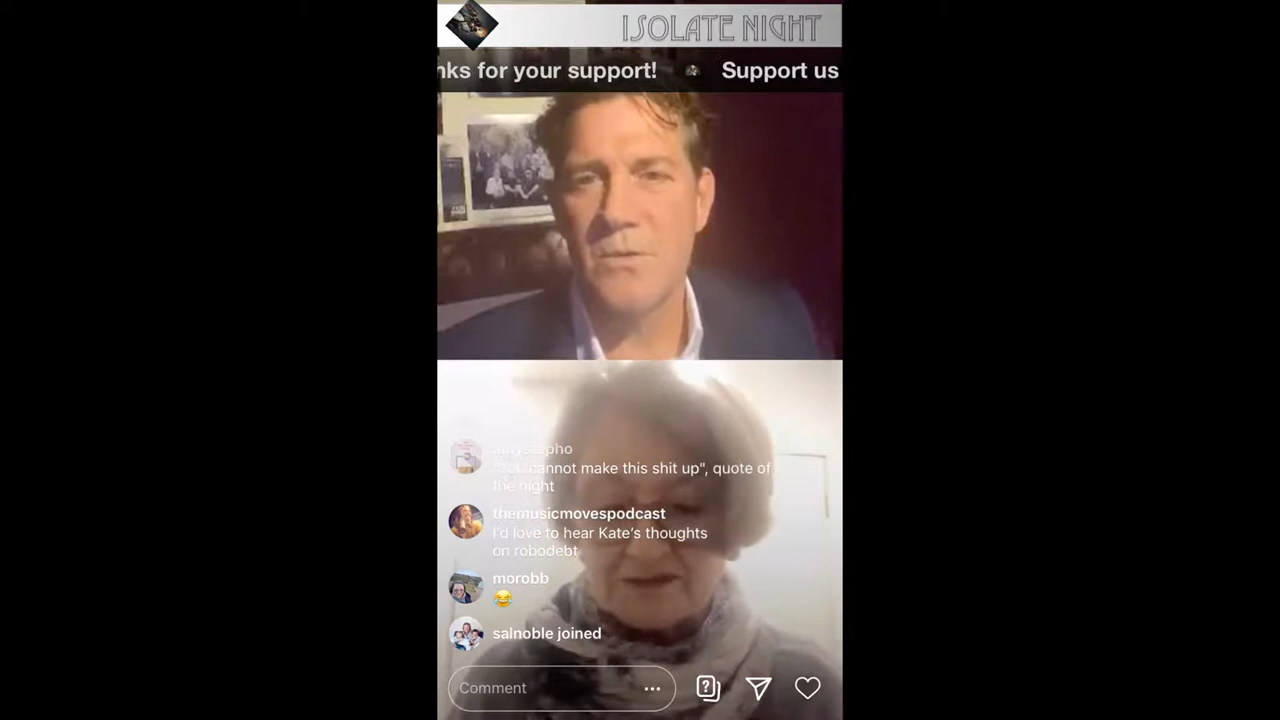 ISOLATE NIGHT
nks for your support! Support us
"You cannot make this shit up", quote of
the night
themusicmovespodcast
I'd love to hear Kate's thoughts
on robodebt
morobb
salnoble joined
Comment